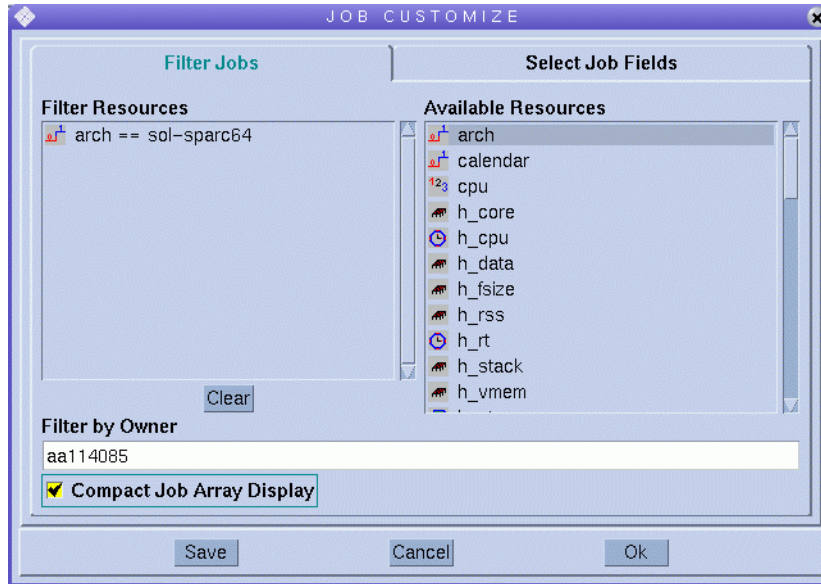 JOB CUSTOMIZE
Filter Jobs
Select Job Fields
Filter Resources
arch == sol-sparc64
Available Resources
arch
calendar
123 cpu
h_core
h_cpu
h_data
h_fsize
h_rss
h_rt
h_stack
h_vmem
Clear
Filter by Owner
aa114085
Compact Job Array Display
Save
Cancel
Ok